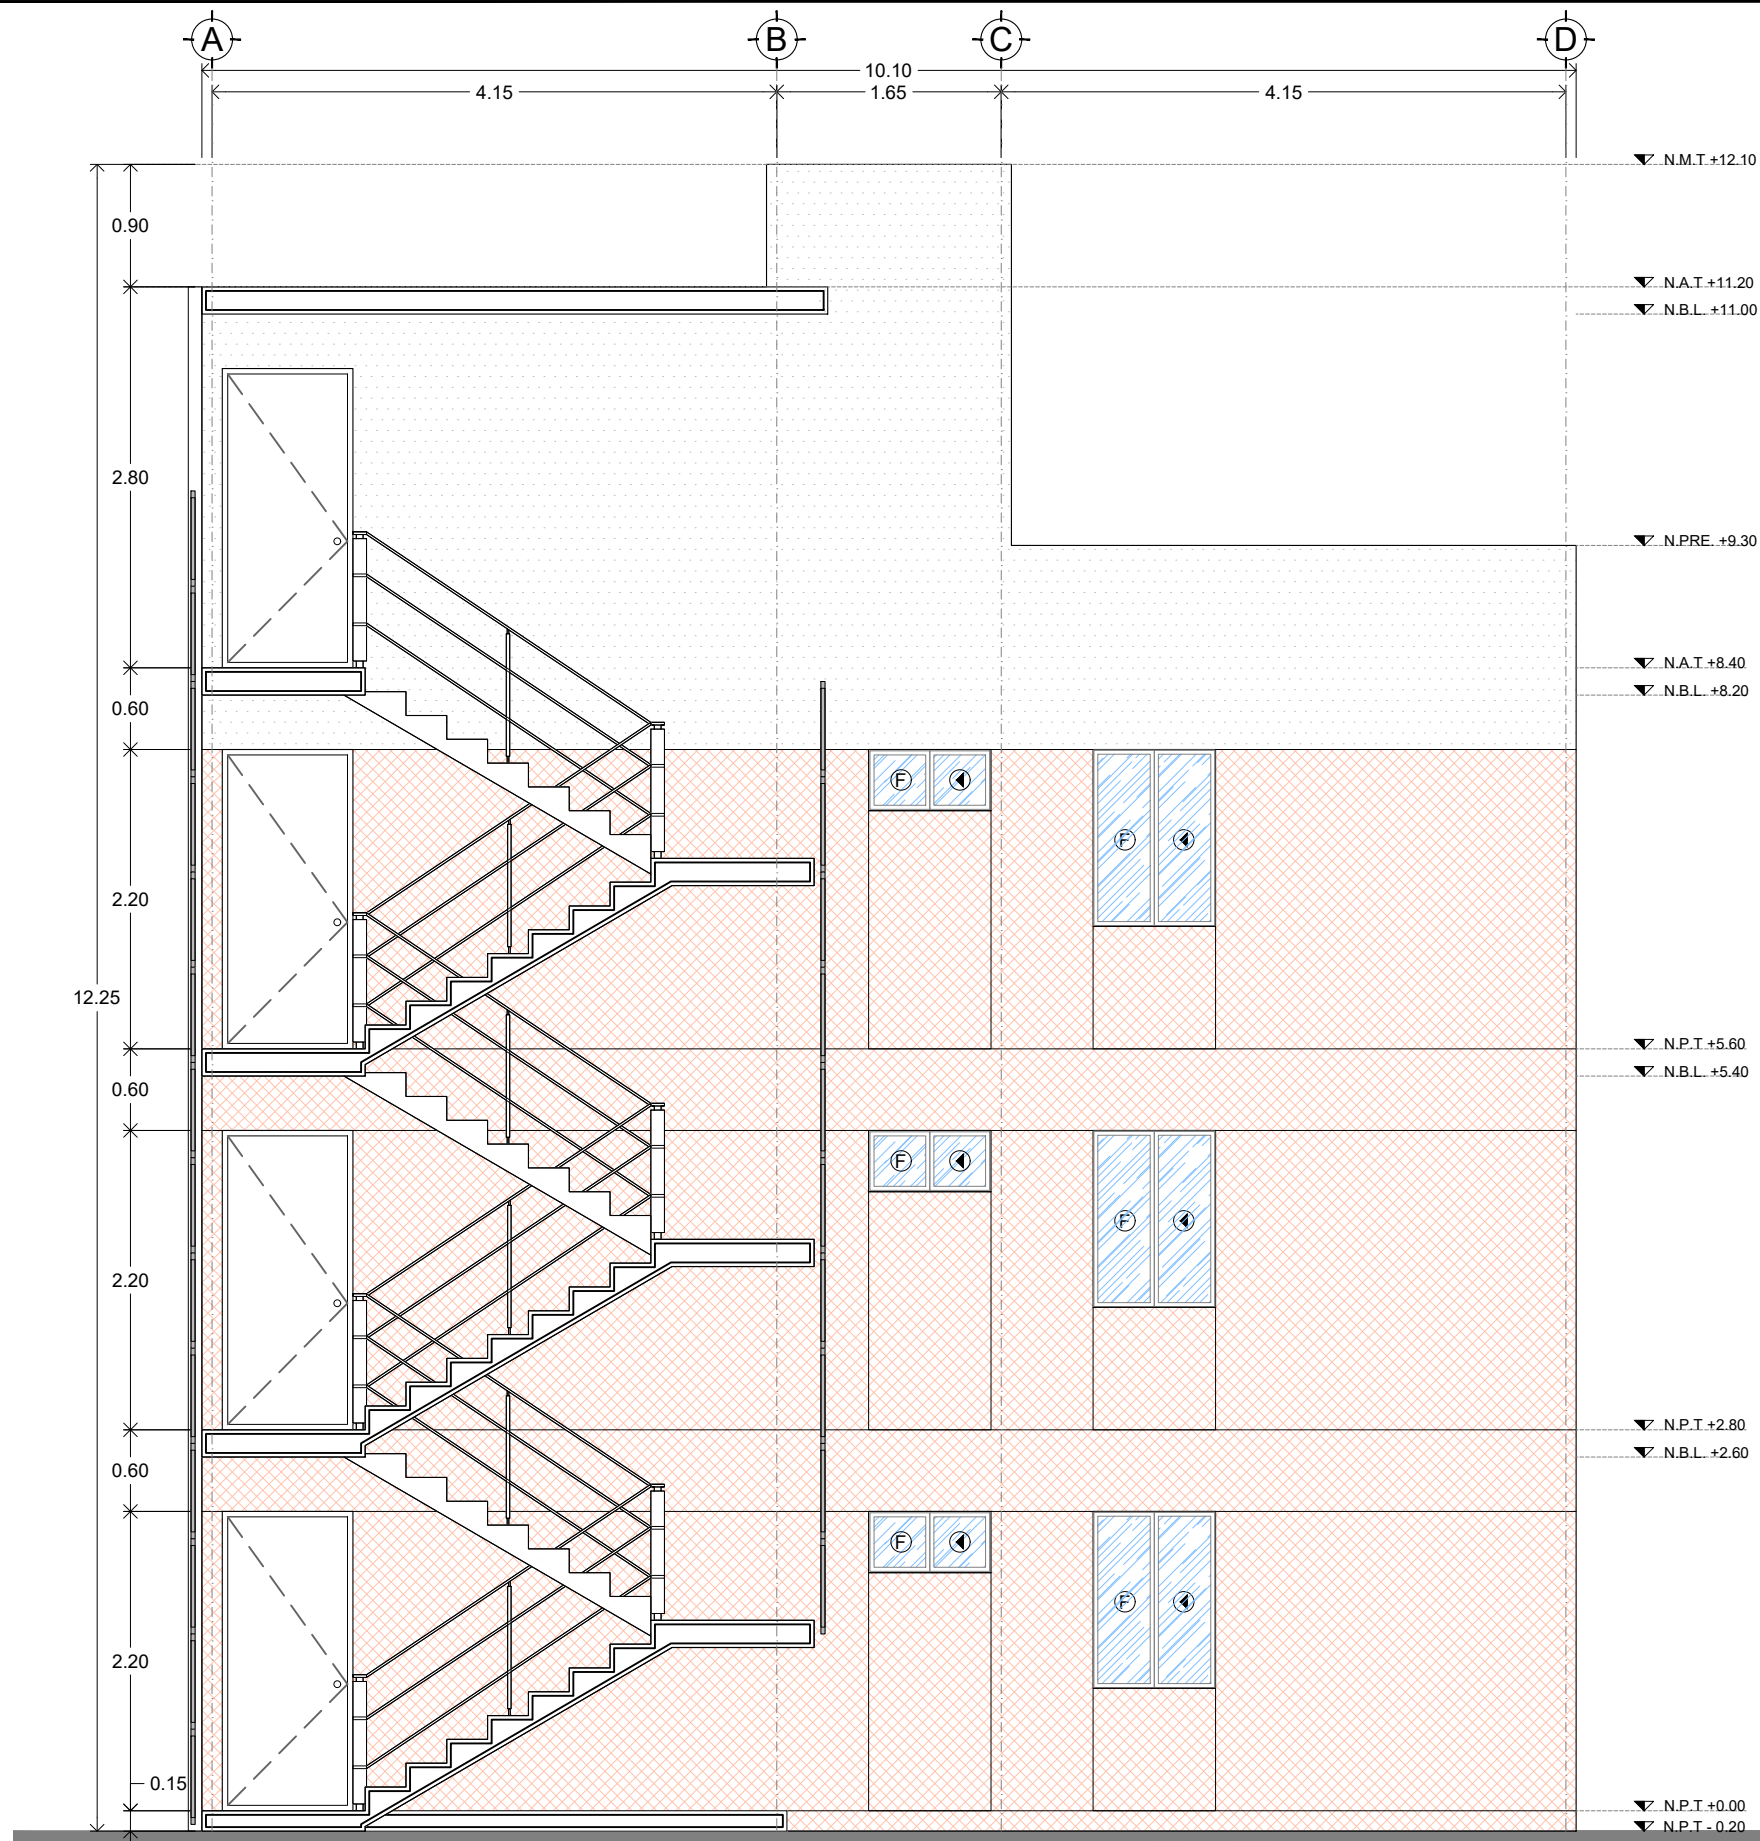 A B C D
10.10
4.15 1.65 4.15
N.M.T +12.10
0.90
N.A.T +11.20
N.B.L. +11.00
2.80
N.PRE. +9.30
N.A.T +8.40
N.B.L. +8.20
0.60
F
F
2.20
12.25
N.P.T +5.60
N.B.L. +5.40
0.60
F
F
2.20
N.P.T +2.80
N.B.L. +2.60
0.60
F
F
2.20
0.15
N.P.T +0.00
N.P.T - 0.20